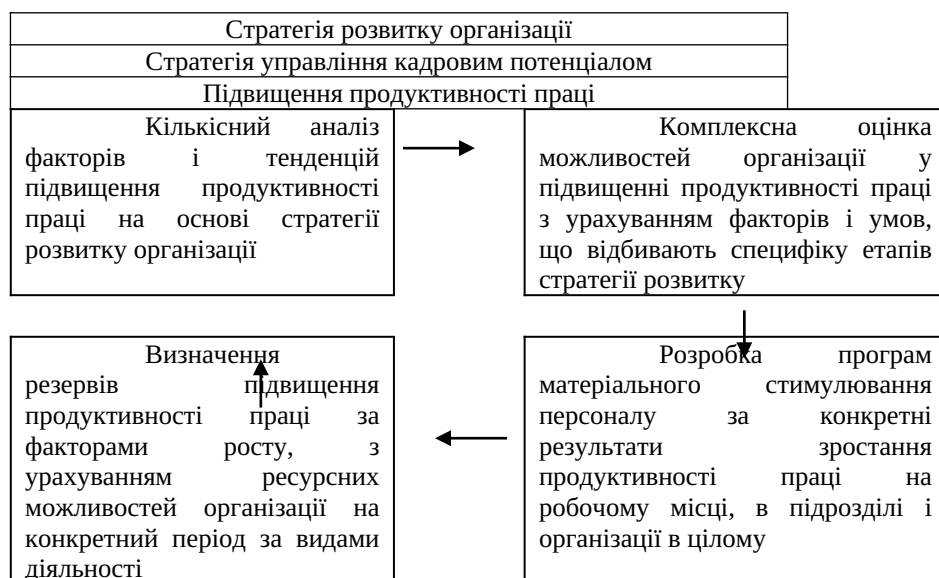 Стратегія розвитку організації
Стратегія управління кадровим потенціалом
Підвищення продуктивності праці
Кількісний аналіз
факторів і тенденцій
підвищення продуктивності
праці на основі стратегії
розвитку організації
Комплексна оцінка
можливостей організації у
підвищенні продуктивності праці
з урахуванням факторів і умов,
що відбивають специфіку етапів
стратегії розвитку
Визначення
резервів підвищення
продуктивності праці за
факторами росту, з
урахуванням ресурсних
можливостей організації на
конкретний період за видами
діяльності
Розробка програм
матеріального стимулювання
персоналу за конкретні
результати зростання
продуктивності праці на
робочому місці, в підрозділі і
організації в цілому